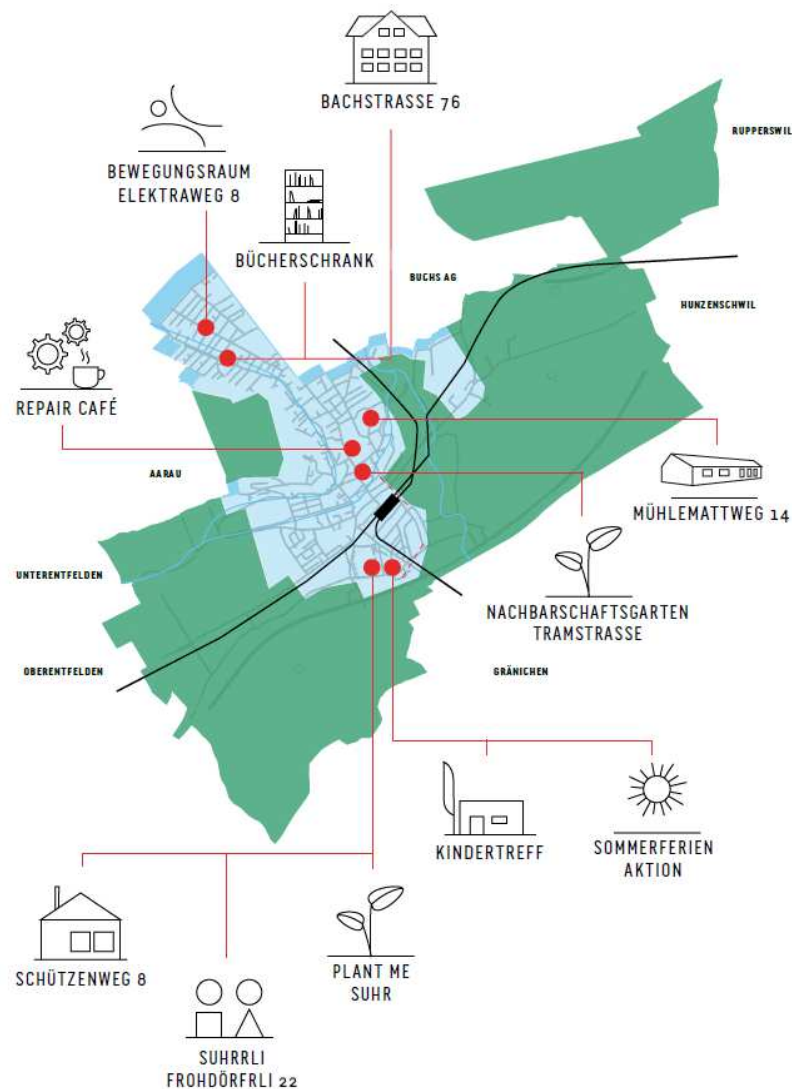 BACHSTRASSE 76
RUPPERSWIL
BEWEGUNGSRAUM
ELEKTRAWEG 8
BÜCHERSCHRANK
BUCHS AG
HUNZENSCHWIL
REPAIR CAFÉ
AARAU
MÜHLEMATTWEG 14
UNTERENTFELDEN
NACHBARSCHAFTSGARTEN
TRAMSTRASSE
OBERENTFELDEN
GRÄNICHEN
KINDERTREFF
SOMMERFERIEN
AKTION
SCHÜTZENWEG 8
PLANT ME
SUHR
SUHRRLI
FROHDÖRFRLI 22